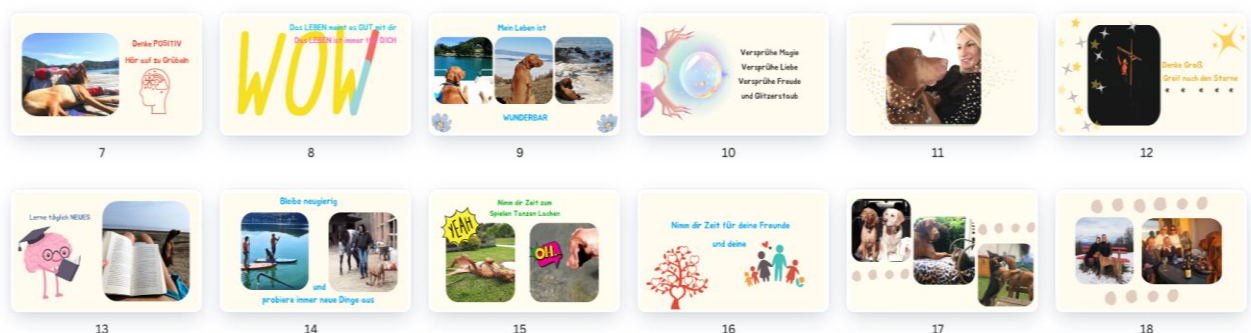 Denke POSITIV
Hör auf zu Grübeln
7
Das LEBEN meint es GUT mit dir
Das LEBEN ist immer für DICH
WOW
8
Mein Leben ist
WUNDERBAR
9
Versprühe Magie
Versprühe Liebe
Versprühe Freude
und Glitzerstaub
10
11
Denke Groß
Greif nach den Sterne
12
Lerne täglich NEUES
13
Bleibe neugierig
und
probiere immer neue Dinge aus
14
Nimm dir Zeit zum
Spielen Tanzen Lachen
YEAH
OH..
15
Nimm dir Zeit für deine Freunde
und deine
16
17
18